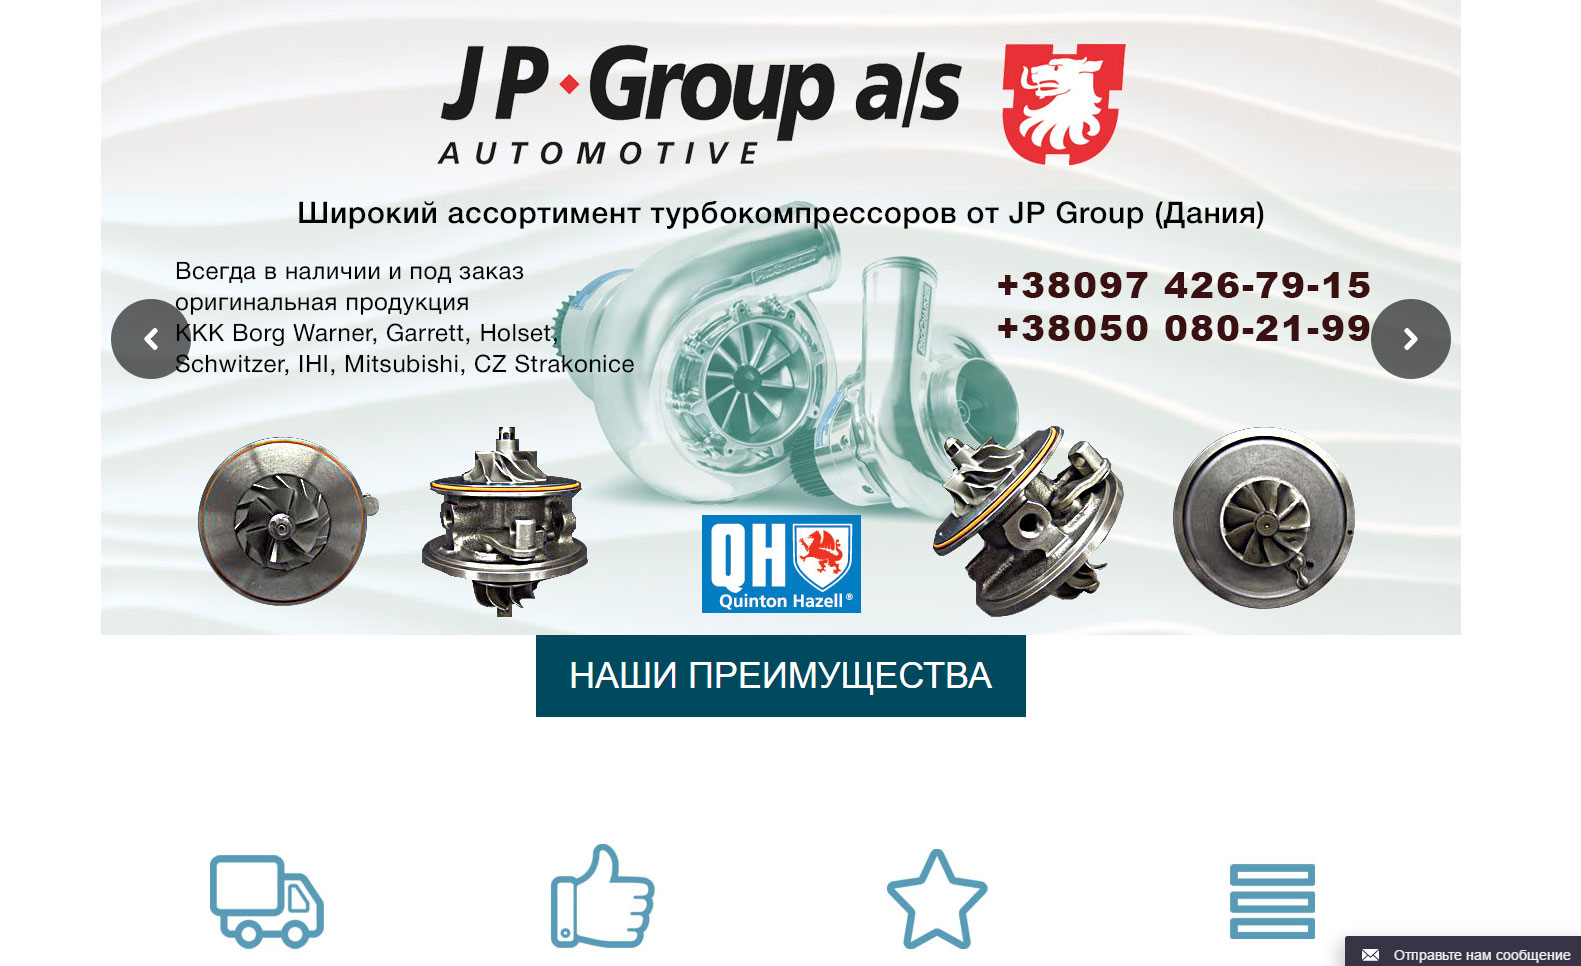 JP Group a/s
AUTOMOTIVE
Широкий ассортимент турбокомпрессоров от JP Group (Дания)
Всегда в наличии и под заказ
оригинальная продукция
KKK Borg Warner, Garrett, Holset,
Schwitzer, IHI, Mitsubishi, CZ Strakonice
+38097 426-79-15
+38050 080-21-99
QH
Quinton Hazell®
НАШИ ПРЕИМУЩЕСТВА
Отправьте нам сообщение